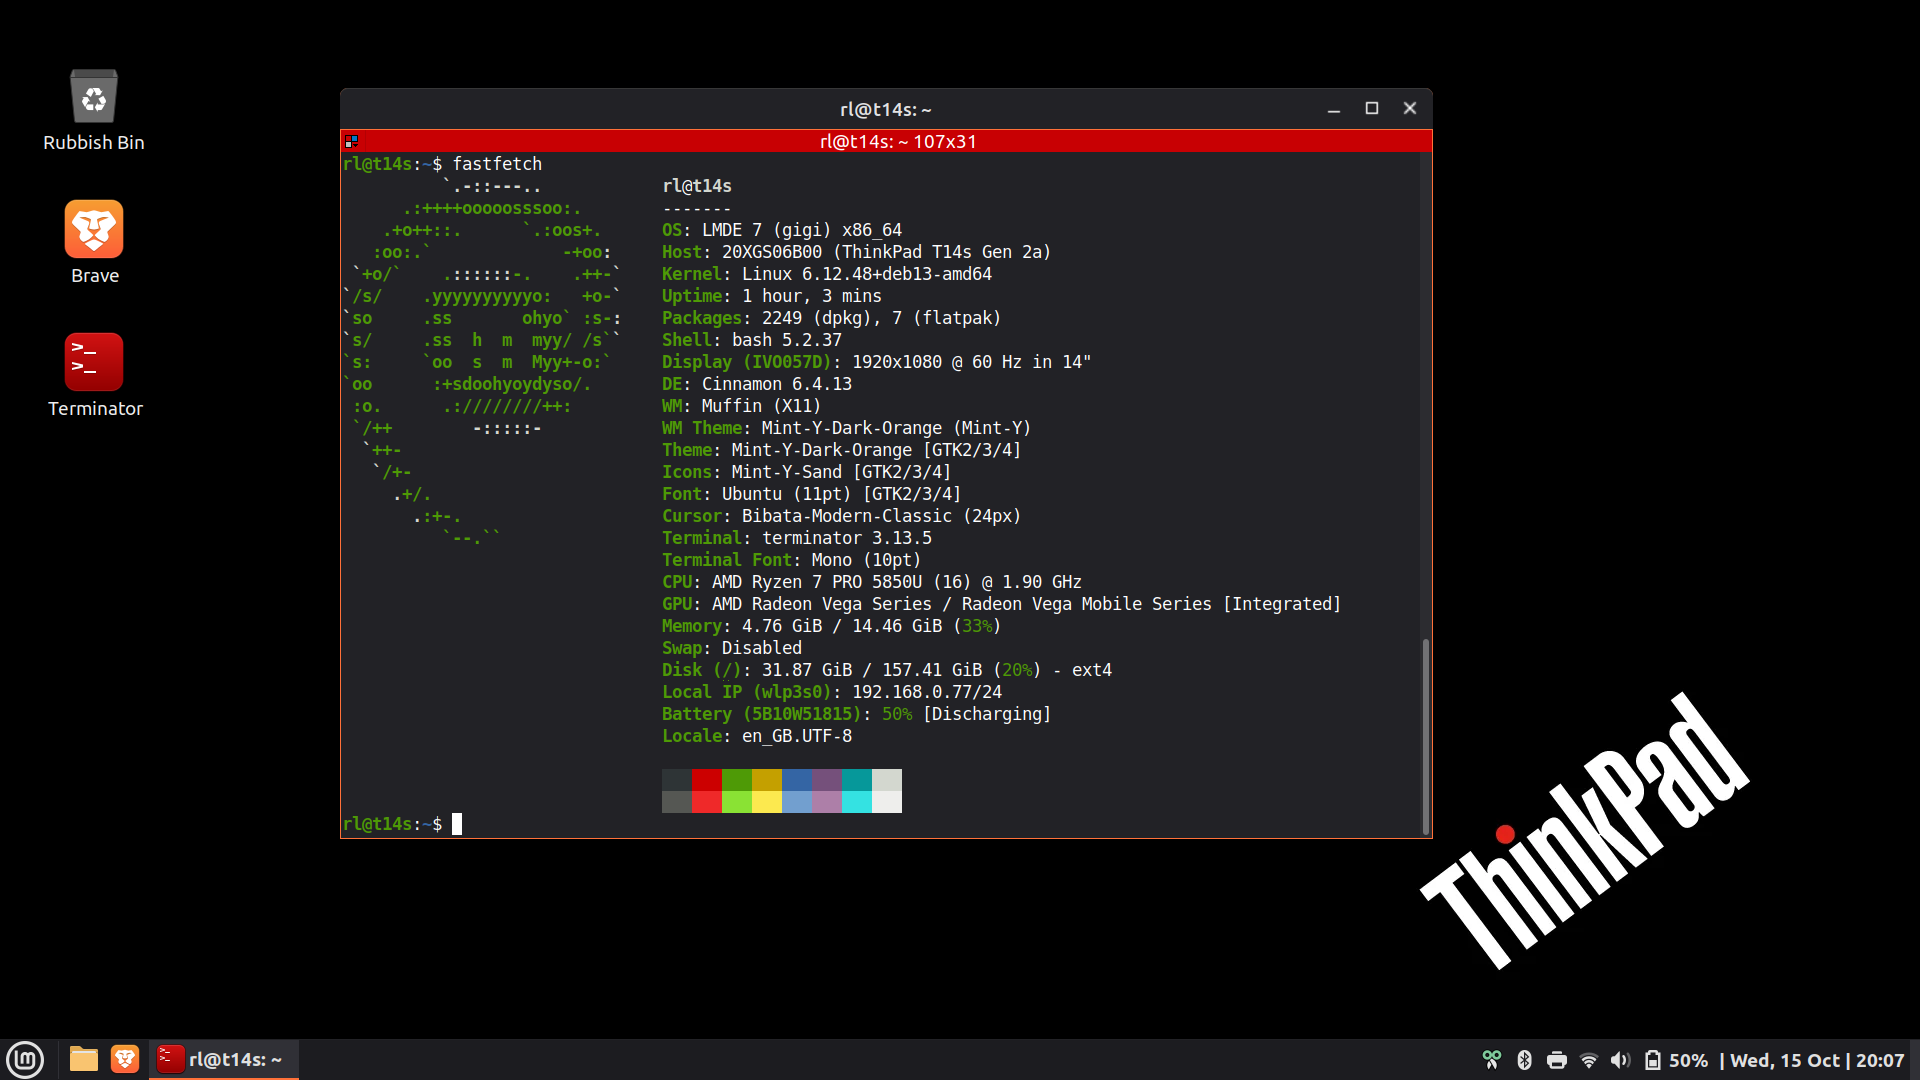 Rubbish Bin
Brave
Terminator
rl@t14s: ~
rl@t14s: ~ 107x31
rl@t14s:~$ fastfetch
`.-::---..
.:++++ooooosssoo:.
.+o++::.      `.:oos+.
:oo:.`             -+oo:
`+o/`    .::::::-.    .++-`
`/s/    .yyyyyyyyyyo:   +o-`
`so     .ss       ohyo` :s-:
`s/     .ss  h  m  myy/ /s``
`s:     `oo  s  m  Myy+-o:`
`oo      :+sdoohyoydyso/.
:o.      .:////////++:
`/++        -:::::-
`++-
`/+-
.+/.
.:+-.
`--.``
rl@t14s
-------
OS: LMDE 7 (gigi) x86_64
Host: 20XGS06B00 (ThinkPad T14s Gen 2a)
Kernel: Linux 6.12.48+deb13-amd64
Uptime: 1 hour, 3 mins
Packages: 2249 (dpkg), 7 (flatpak)
Shell: bash 5.2.37
Display (IVO057D): 1920x1080 @ 60 Hz in 14"
DE: Cinnamon 6.4.13
WM: Muffin (X11)
WM Theme: Mint-Y-Dark-Orange (Mint-Y)
Theme: Mint-Y-Dark-Orange [GTK2/3/4]
Icons: Mint-Y-Sand [GTK2/3/4]
Font: Ubuntu (11pt) [GTK2/3/4]
Cursor: Bibata-Modern-Classic (24px)
Terminal: terminator 3.13.5
Terminal Font: Mono (10pt)
CPU: AMD Ryzen 7 PRO 5850U (16) @ 1.90 GHz
GPU: AMD Radeon Vega Series / Radeon Vega Mobile Series [Integrated]
Memory: 4.76 GiB / 14.46 GiB (33%)
Swap: Disabled
Disk (/): 31.87 GiB / 157.41 GiB (20%) - ext4
Local IP (wlp3s0): 192.168.0.77/24
Battery (5B10W51815): 50% [Discharging]
Locale: en_GB.UTF-8
rl@t14s:~$
ThinkPad
rl@t14s: ~
50% | Wed, 15 Oct | 20:07